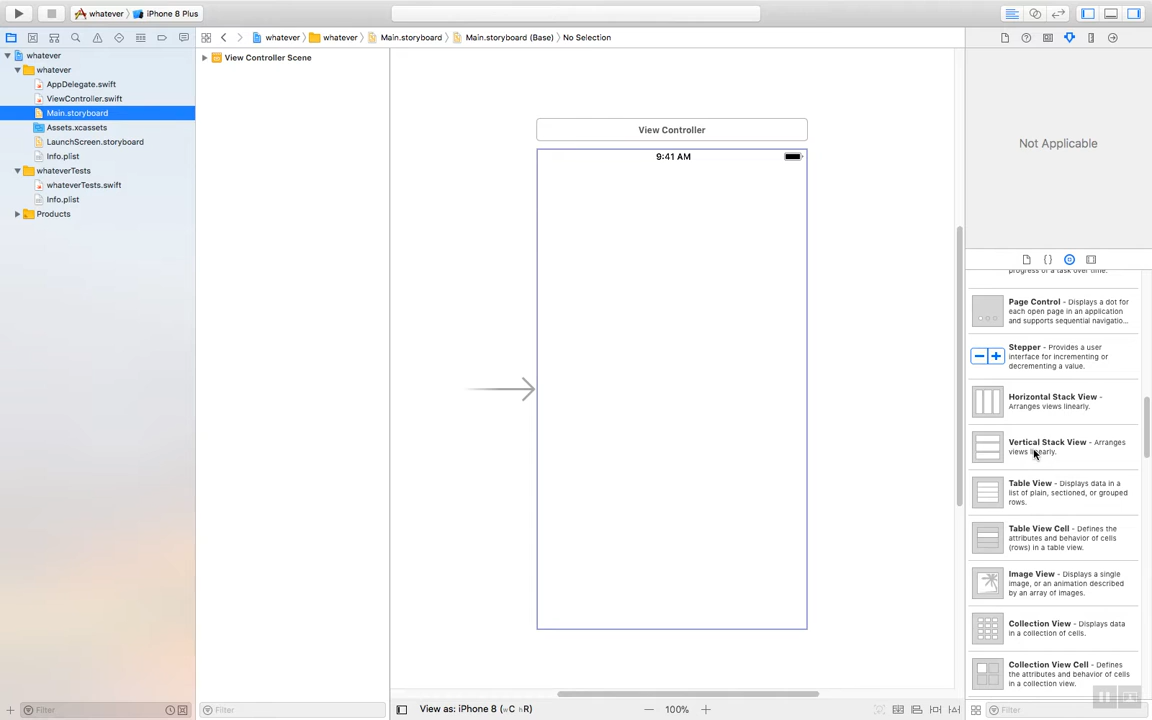 whatever iPhone 8 Plus
whatever whatever Main.storyboard Main.storyboard (Base) No Selection
whatever
whatever
AppDelegate.swift
ViewController.swift
Main.storyboard
Assets.xcassets
LaunchScreen.storyboard
Info.plist
whateverTests
whateverTests.swift
Info.plist
Products
Filter
View Controller Scene
Filter
View Controller
9:41 AM
View as: iPhone 8 (wC hR)
100%
Not Applicable
{ }
progress of a task over time.
Page Control - Displays a dot for
each open page in an application
and supports sequential navigatio...
Stepper - Provides a user
interface for incrementing or
decrementing a value.
Horizontal Stack View -
Arranges views linearly.
Vertical Stack View - Arranges
views linearly.
Table View - Displays data in a
list of plain, sectioned, or grouped
rows.
Table View Cell - Defines the
attributes and behavior of cells
(rows) in a table view.
Image View - Displays a single
image, or an animation described
by an array of images.
Collection View - Displays data
in a collection of cells.
Collection View Cell - Defines
the attributes and behavior of cells
in a collection view.
Filter